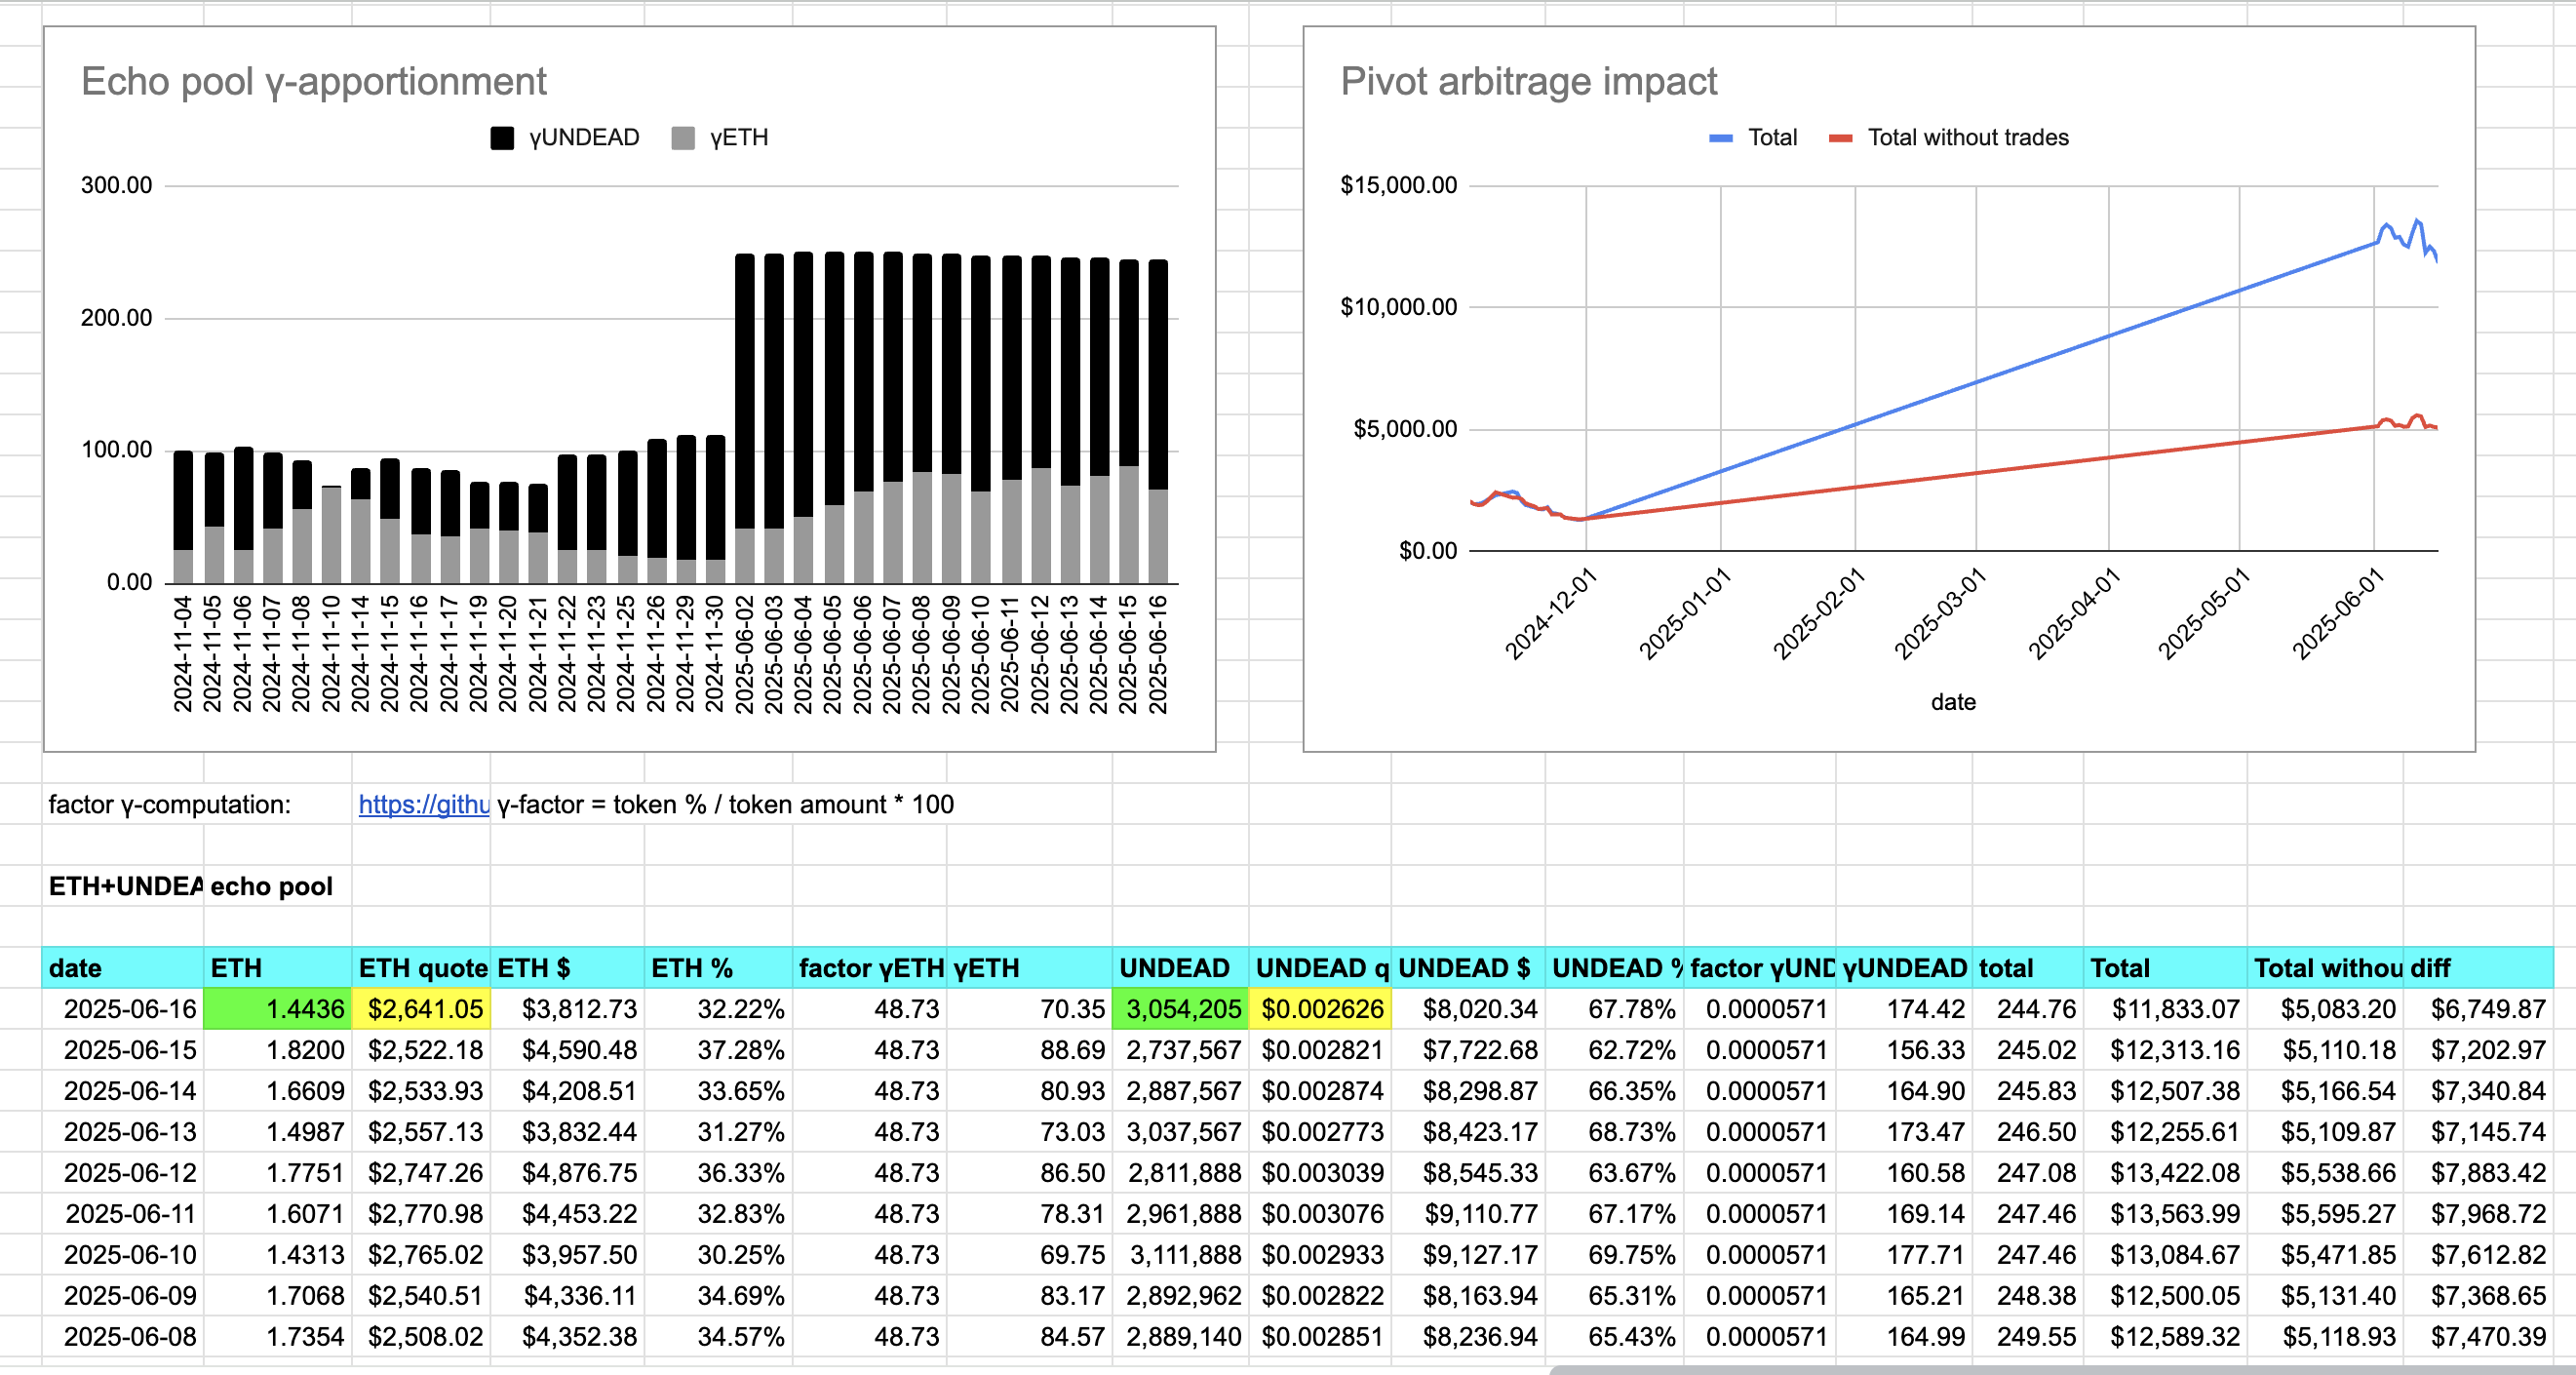 Echo pool γ-apportionment
γUNDEAD γETH
300.00
200.00
100.00
0.00
2024-11-04
2024-11-05
2024-11-06
2024-11-07
2024-11-08
2024-11-10
2024-11-14
2024-11-15
2024-11-16
2024-11-17
2024-11-19
2024-11-20
2024-11-21
2024-11-22
2024-11-23
2024-11-25
2024-11-26
2024-11-29
2024-11-30
2025-06-02
2025-06-03
2025-06-04
2025-06-05
2025-06-06
2025-06-07
2025-06-08
2025-06-09
2025-06-10
2025-06-11
2025-06-12
2025-06-13
2025-06-14
2025-06-15
2025-06-16
Pivot arbitrage impact
Total Total without trades
$15,000.00
$10,000.00
$5,000.00
$0.00
2024-12-01
2025-01-01
2025-02-01
2025-03-01
2025-04-01
2025-05-01
2025-06-01
date
factor γ-computation: https://githu γ-factor = token % / token amount * 100
ETH+UNDEA echo pool
date ETH ETH quote ETH $ ETH % factor γETH γETH UNDEAD UNDEAD q UNDEAD $ UNDEAD % factor γUND γUNDEAD total Total Total withou diff
2025-06-16 1.4436 $2,641.05 $3,812.73 32.22% 48.73 70.35 3,054,205 $0.002626 $8,020.34 67.78% 0.0000571 174.42 244.76 $11,833.07 $5,083.20 $6,749.87
2025-06-15 1.8200 $2,522.18 $4,590.48 37.28% 48.73 88.69 2,737,567 $0.002821 $7,722.68 62.72% 0.0000571 156.33 245.02 $12,313.16 $5,110.18 $7,202.97
2025-06-14 1.6609 $2,533.93 $4,208.51 33.65% 48.73 80.93 2,887,567 $0.002874 $8,298.87 66.35% 0.0000571 164.90 245.83 $12,507.38 $5,166.54 $7,340.84
2025-06-13 1.4987 $2,557.13 $3,832.44 31.27% 48.73 73.03 3,037,567 $0.002773 $8,423.17 68.73% 0.0000571 173.47 246.50 $12,255.61 $5,109.87 $7,145.74
2025-06-12 1.7751 $2,747.26 $4,876.75 36.33% 48.73 86.50 2,811,888 $0.003039 $8,545.33 63.67% 0.0000571 160.58 247.08 $13,422.08 $5,538.66 $7,883.42
2025-06-11 1.6071 $2,770.98 $4,453.22 32.83% 48.73 78.31 2,961,888 $0.003076 $9,110.77 67.17% 0.0000571 169.14 247.46 $13,563.99 $5,595.27 $7,968.72
2025-06-10 1.4313 $2,765.02 $3,957.50 30.25% 48.73 69.75 3,111,888 $0.002933 $9,127.17 69.75% 0.0000571 177.71 247.46 $13,084.67 $5,471.85 $7,612.82
2025-06-09 1.7068 $2,540.51 $4,336.11 34.69% 48.73 83.17 2,892,962 $0.002822 $8,163.94 65.31% 0.0000571 165.21 248.38 $12,500.05 $5,131.40 $7,368.65
2025-06-08 1.7354 $2,508.02 $4,352.38 34.57% 48.73 84.57 2,889,140 $0.002851 $8,236.94 65.43% 0.0000571 164.99 249.55 $12,589.32 $5,118.93 $7,470.39